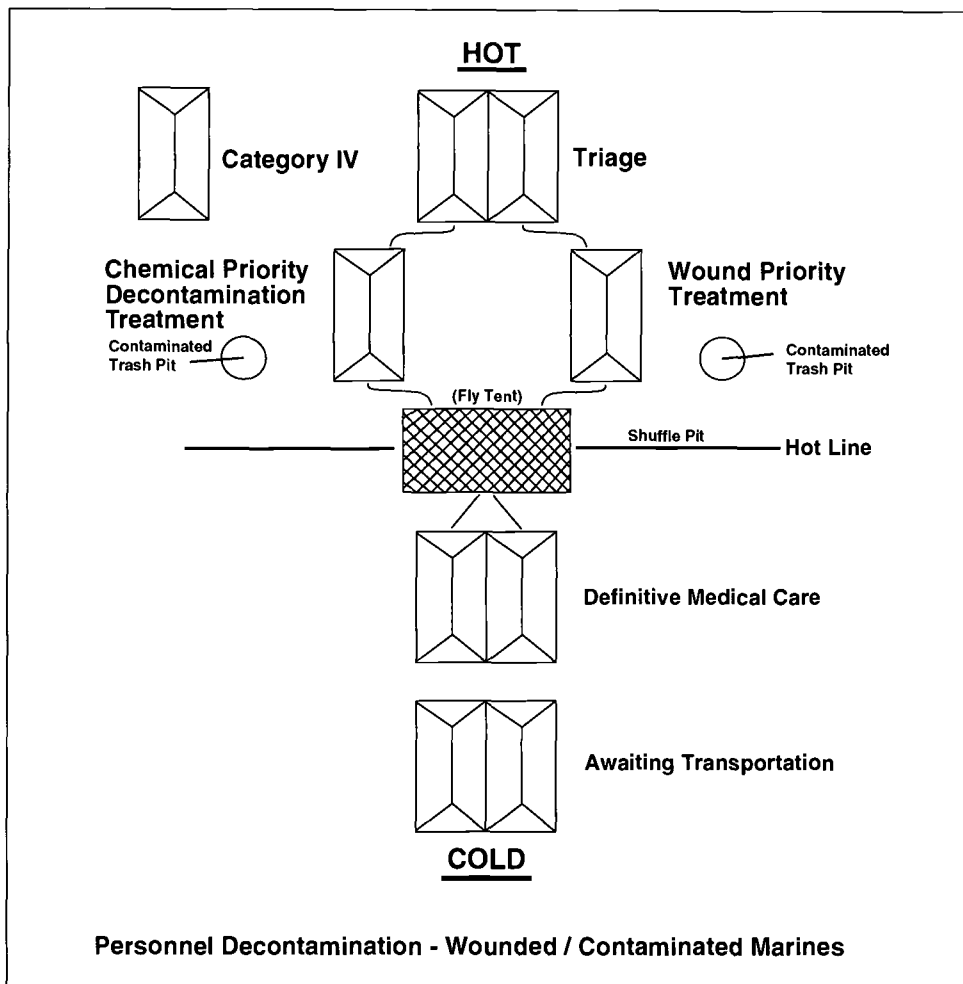 HOT
Category IV
Triage
Chemical Priority
Decontamination
Treatment
Wound Priority
Treatment
Contaminated
Trash Pit
Contaminated
Trash Pit
(Fly Tent)
Shuffle Pit
Hot Line
Definitive Medical Care
Awaiting Transportation
COLD
Personnel Decontamination - Wounded / Contaminated Marines